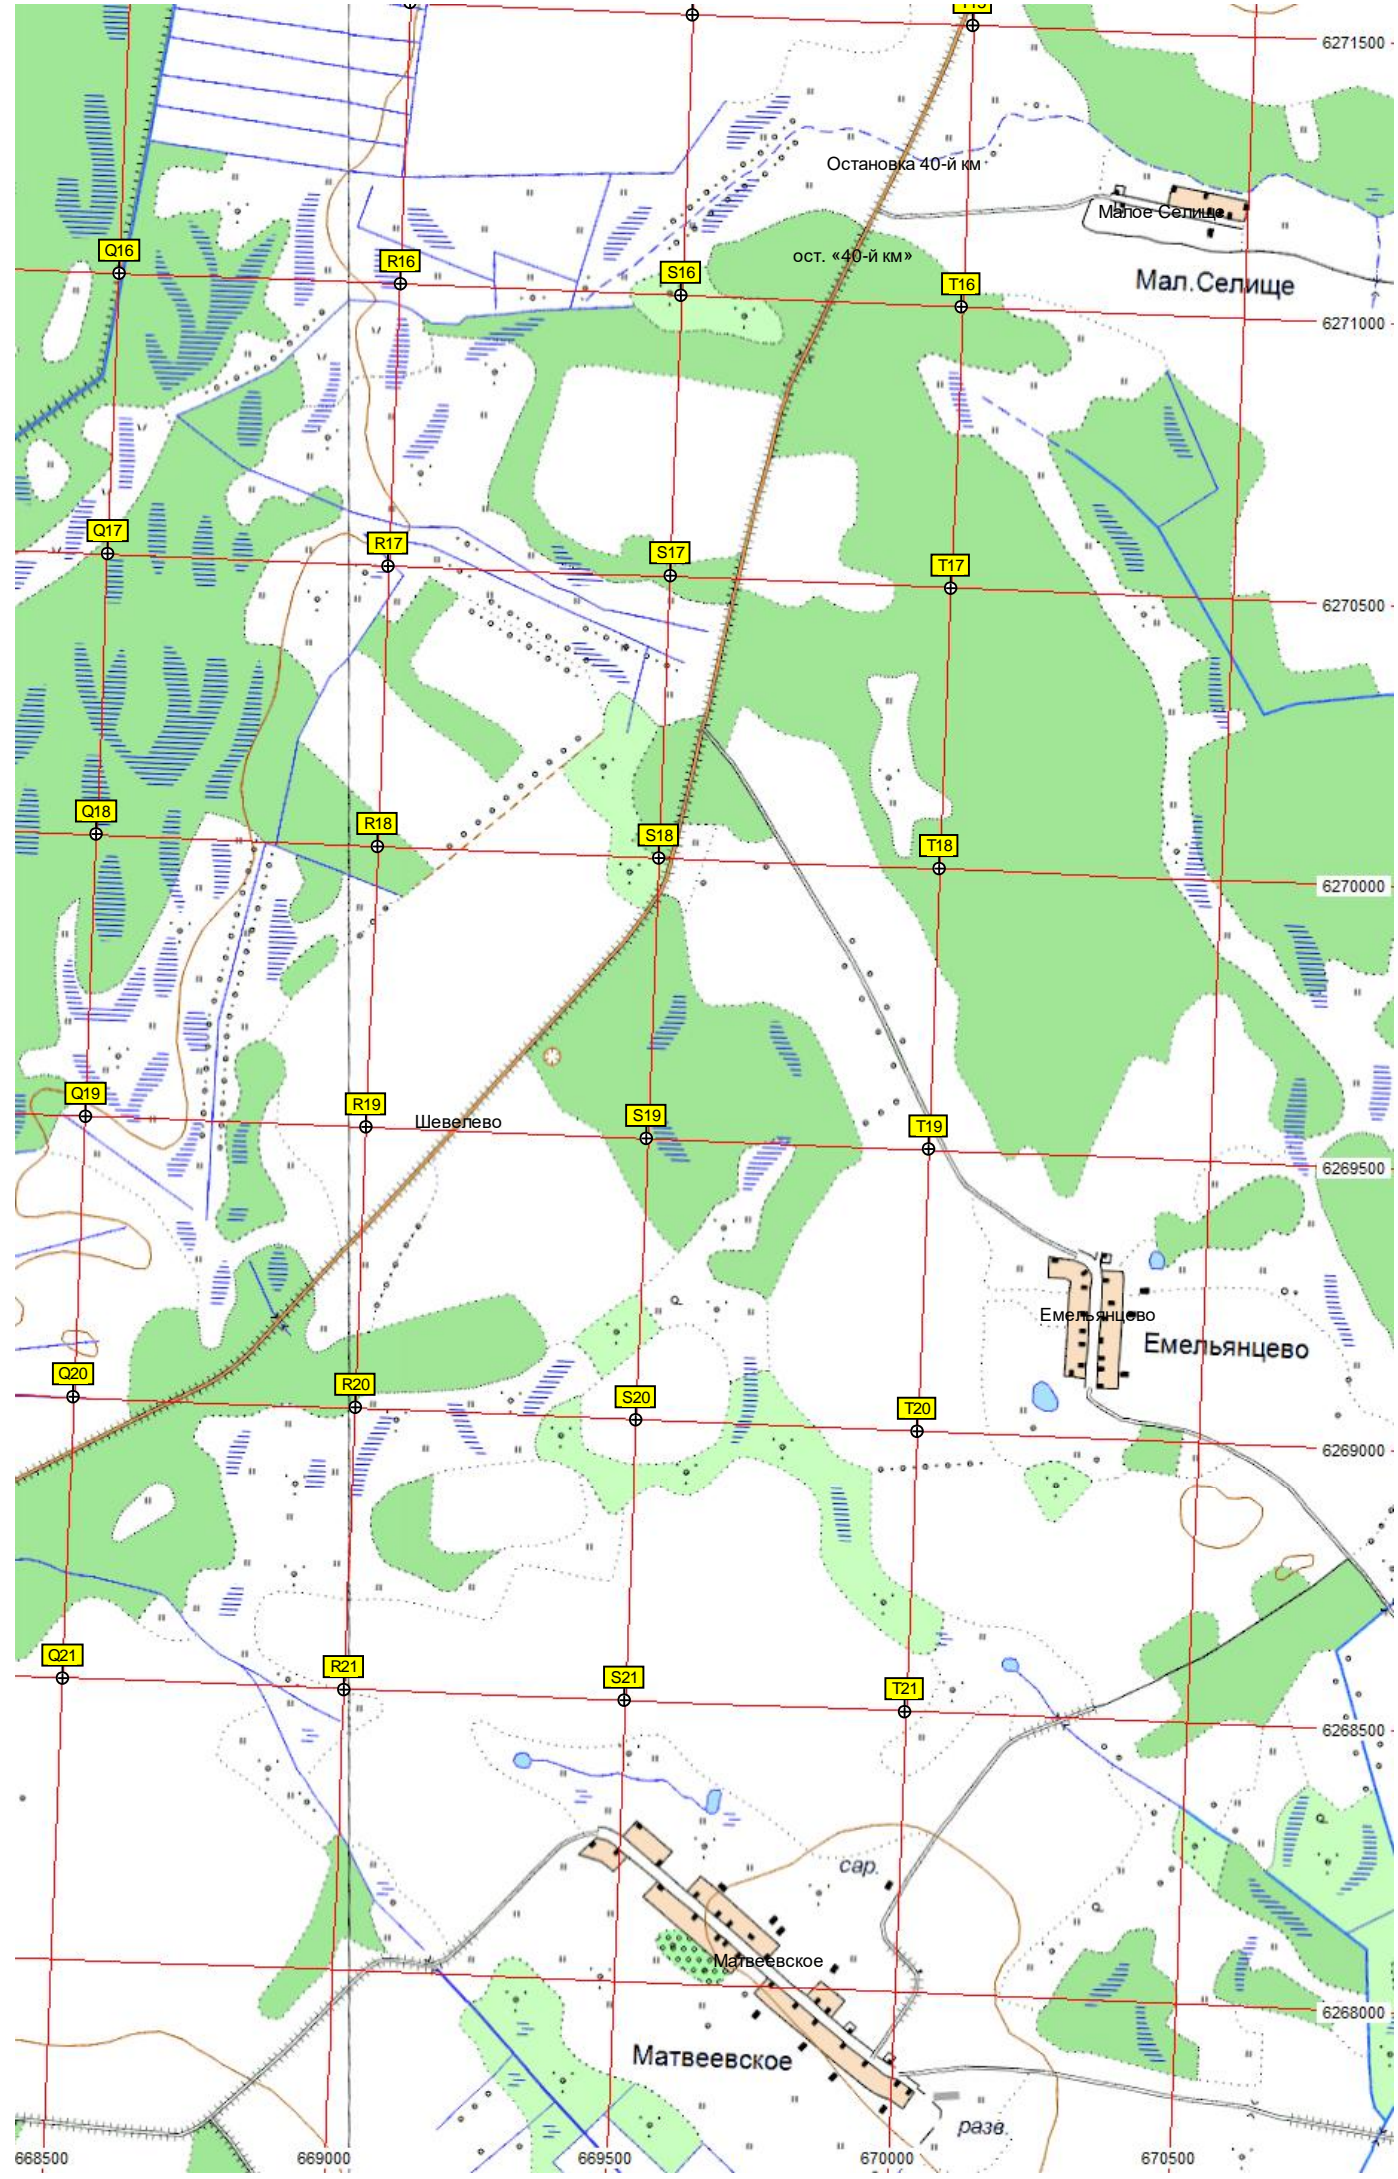 T15
6271500
Остановка 40-й км
Малое Селище
Q16
R16
ост. «40-й км»
S16
T16
Мал.Селище
6271000
Q17
R17
S17
T17
6270500
Q18
R18
S18
T18
6270000
Q19
R19
Шевелево
S19
T19
6269500
Емельянцево
Емельянцево
Q20
R20
S20
T20
6269000
Q21
R21
S21
T21
6268500
сар.
Матвеевское
6268000
Матвеевское
разв.
668500
669000
669500
670000
670500